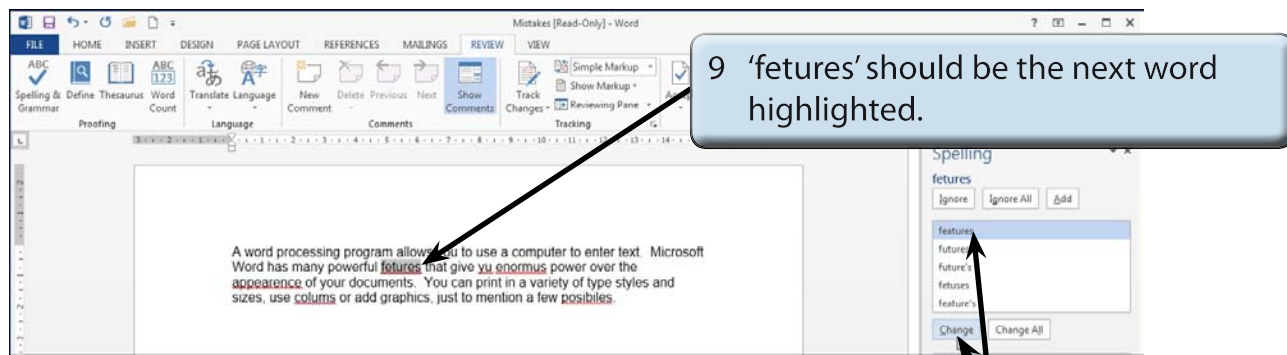 Mistakes [Read-Only] - Word
FILE HOME INSERT DESIGN PAGE LAYOUT REFERENCES MAILINGS REVIEW VIEW
9 ‘fetures’ should be the next word
highlighted.
ABC ABC 123 Simple Markup
Spelling & Grammar Define Thesaurus Word Count Translate Language New Comment Delete Previous Next Show Comments Track Changes Show Markup
Reviewing Pane
Proofing Language Comments Tracking
Spelling
fetures
Ignore Ignore All Add
features
futures
future's
fetuses
feature's
Change Change All
A word processing program allows you to use a computer to enter text. Microsoft
Word has many powerful fetures that give yu enormus power over the
appearence of your documents. You can print in a variety of type styles and
sizes, use colums or add graphics, just to mention a few posibiles.